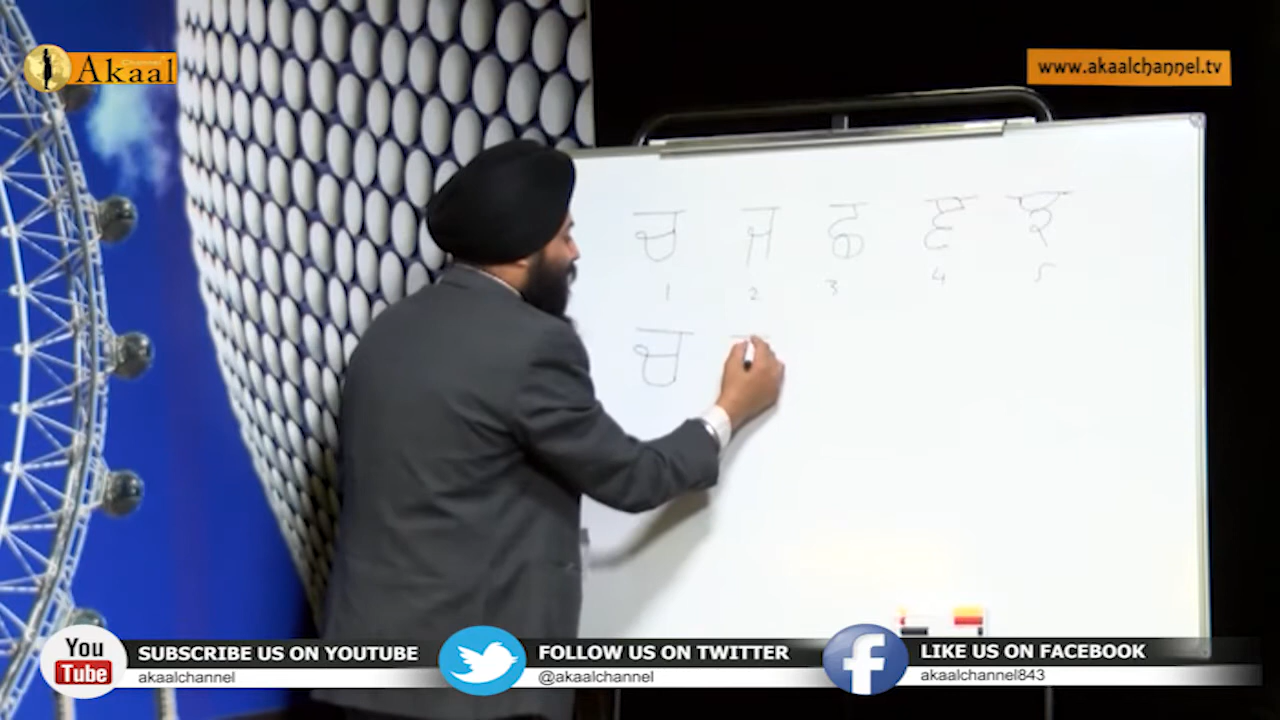 Akaal
Channel
www.akaalchannel.tv
ਚ ਜ ਫ ੲ ੜ
1 2 3 4 5
ਚ
You Tube
SUBSCRIBE US ON YOUTUBE
akaalchannel
FOLLOW US ON TWITTER
@akaalchannel
f
LIKE US ON FACEBOOK
akaalchannel843